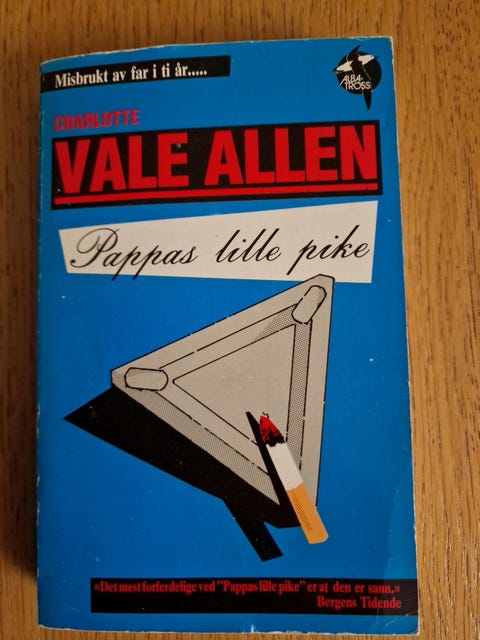 Misbrukt av far i ti år.....
ALBA-
TROSS
CHARLOTTE
VALE ALLEN
Pappas lille pike
«Det mest forferdelige ved "Pappas lille pike" er at den er sann.»
Bergens Tidende